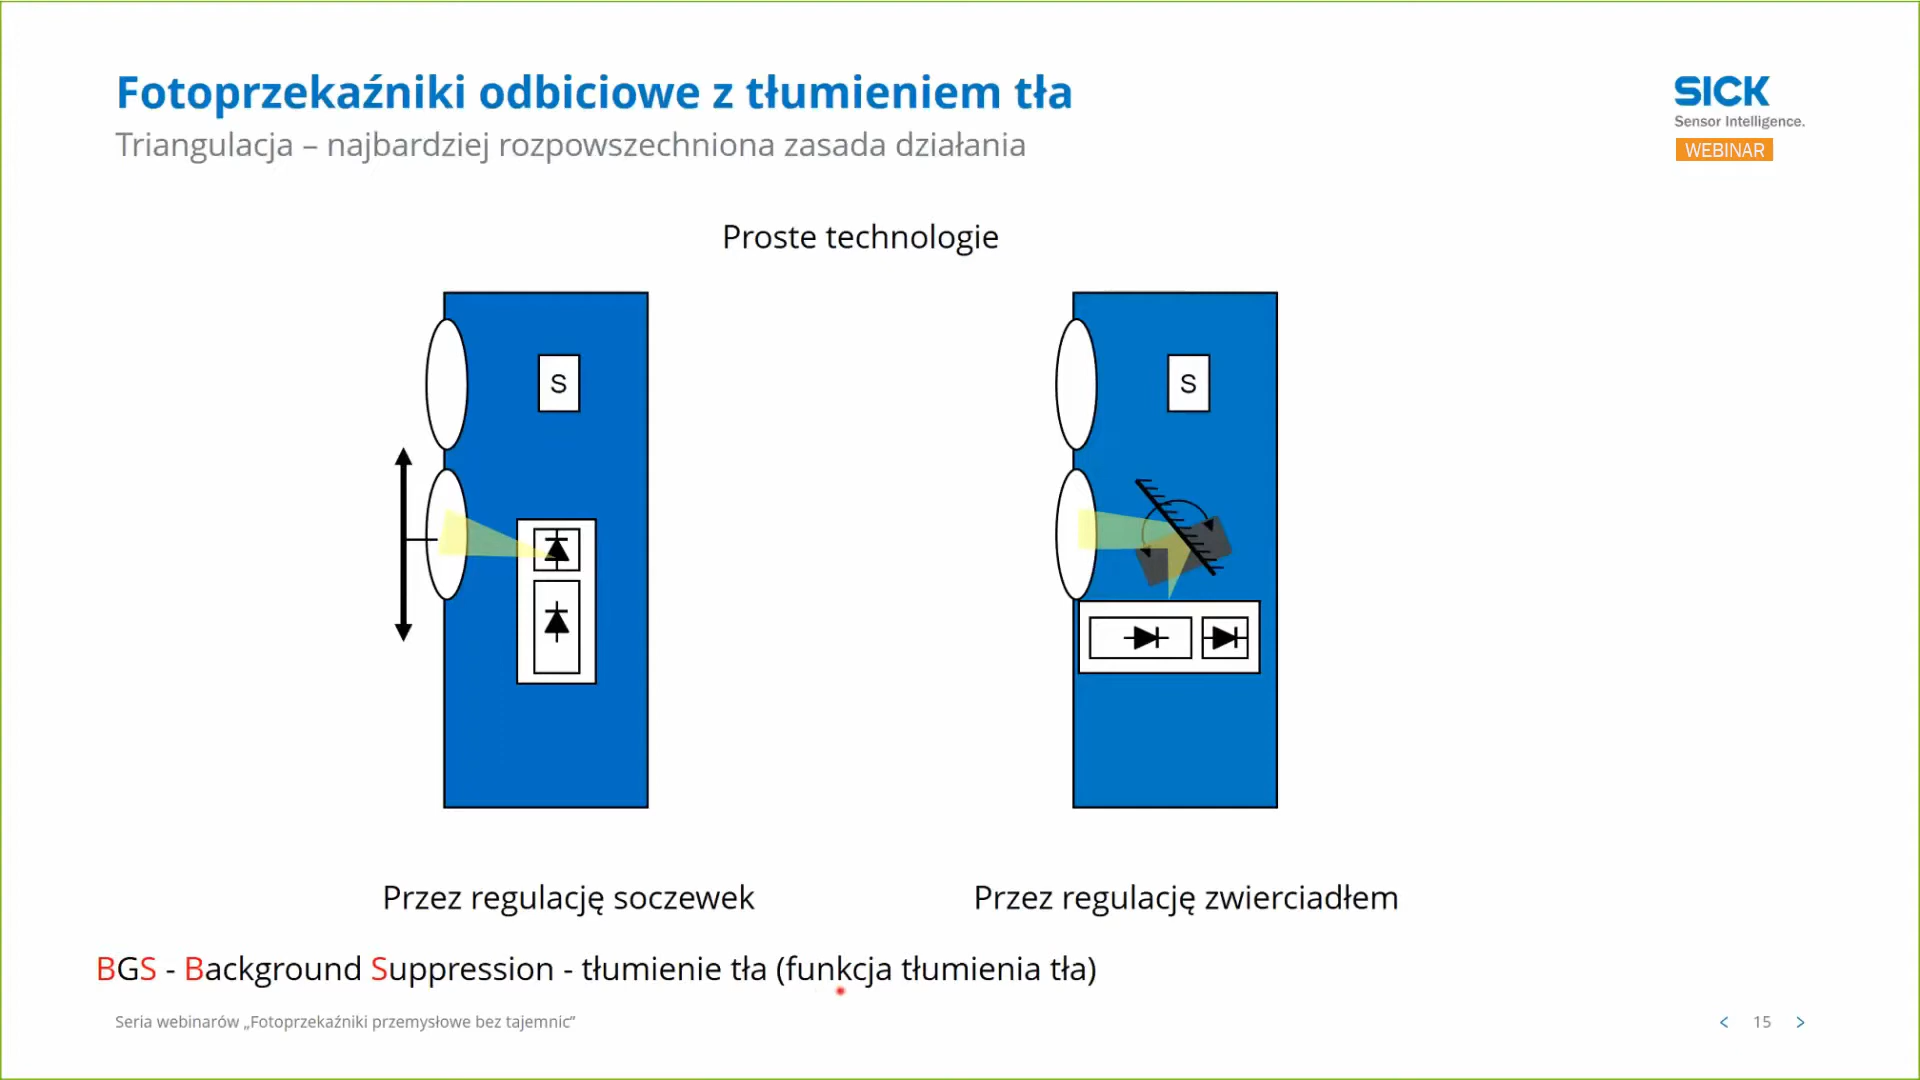 Fotoprzekaźniki odbiciowe z tłumieniem tła
Triangulacja – najbardziej rozpowszechniona zasada działania
SICK
Sensor Intelligence.
WEBINAR
Proste technologie
S
S
Przez regulację soczewek
Przez regulację zwierciadłem
BGS - Background Suppression - tłumienie tła (funkcja tłumienia tła)
Seria webinarów „Fotoprzekaźniki przemysłowe bez tajemnic”
< 15 >